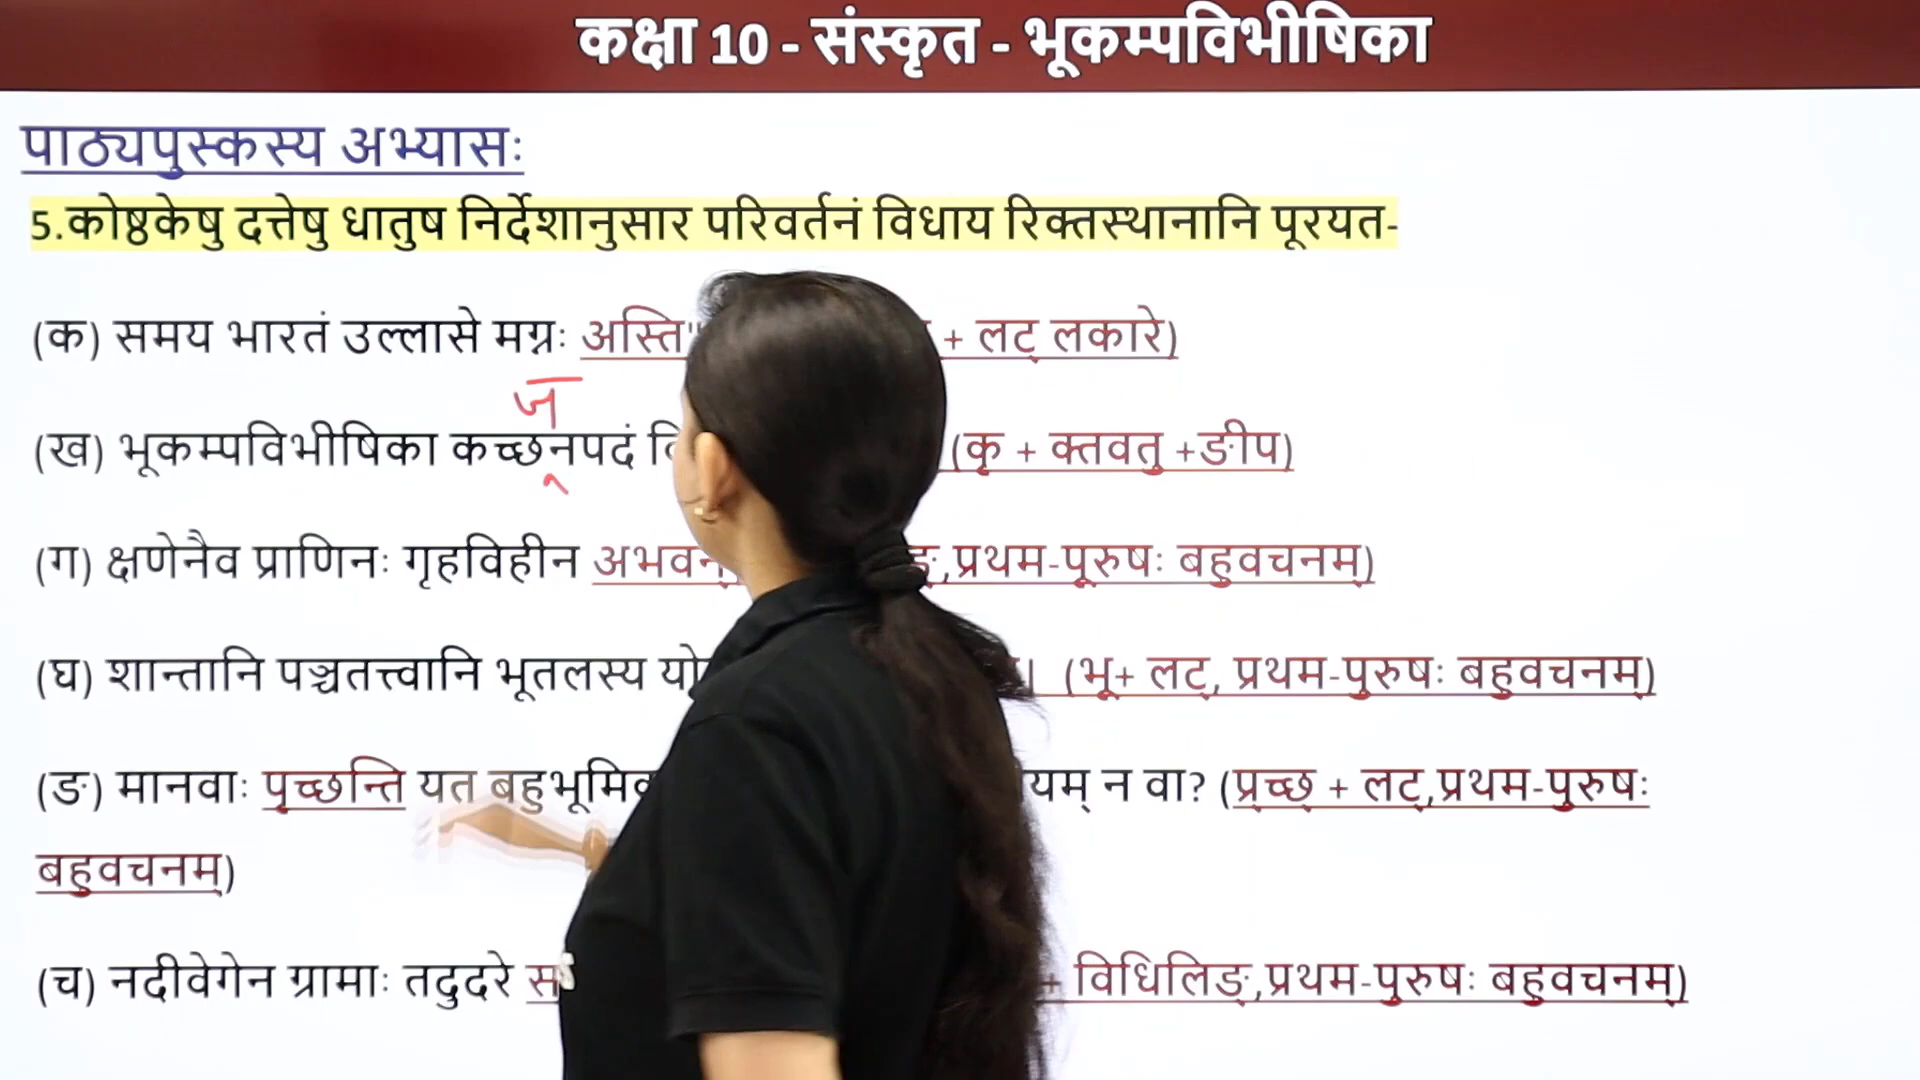 कक्षा 10 - संस्कृत - भूकम्पविभीषिका
पाठ्यपुस्कस्य अभ्यासः
5.कोष्ठकेषु दत्तेषु धातुष निर्देशानुसार परिवर्तनं विधाय रिक्तस्थानानि पूरयत-
(क) समय भारतं उल्लासे मग्नः अस्ति" + लट् लकारे)
ज
(ख) भूकम्पविभीषिका कच्छनपदं (कृ + क्तवतु +ङीप)
(ग) क्षणेनैव प्राणिनः गृहविहीन अभवन् ,प्रथम-पूरुषः बहुवचनम्)
(घ) शान्तानि पञ्चतत्त्वानि भूतलस्य । (भू+ लट्, प्रथम-पुरुषः बहुवचनम्)
(ङ) मानवाः पृच्छन्ति यत न वा? (प्रच्छ् + लट्,प्रथम-पुरुषः
बहुवचनम्)
(च) नदीवेगेन ग्रामाः तदुदरे + विधिलिङ्,प्रथम-पुरुषः बहुवचनम्)